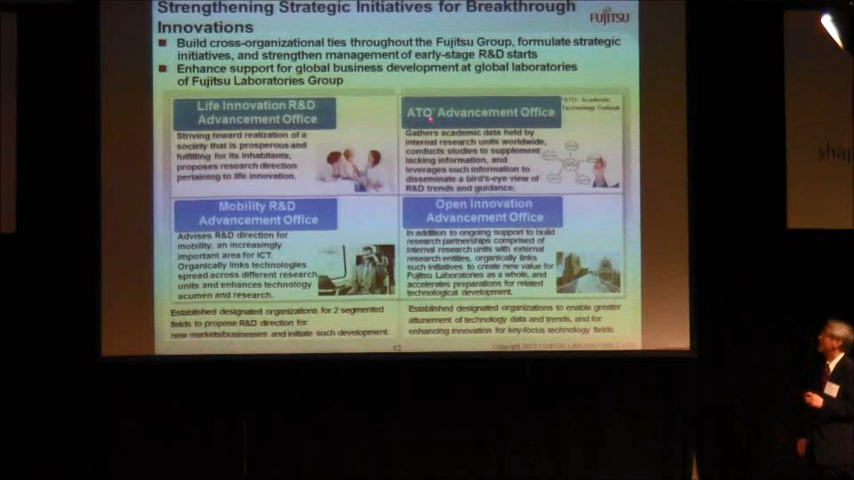 Strengthening Strategic Initiatives for Breakthrough
Innovations
FUJITSU
Build cross-organizational ties throughout the Fujitsu Group, formulate strategic
initiatives, and strengthen management of early-stage R&D starts
Enhance support for global business development at global laboratories
of Fujitsu Laboratories Group
Life Innovation R&D
Advancement Office
Striving toward realization of a
society that is prosperous and
fulfilling for its inhabitants,
proposes research direction
pertaining to life innovation.
ATO* Advancement Office
*ATO: Academic
Technology Outlook
Gathers academic data held by
internal research units worldwide,
conducts studies to supplement
lacking information, and
leverages such information to
disseminate a bird's-eye view of
R&D trends and guidance.
Mobility R&D
Advancement Office
Advises R&D direction for
mobility, an increasingly
important area for ICT.
Organically links technologies
spread across different research
units and enhances technology
acumen and research.
Open Innovation
Advancement Office
In addition to ongoing support to build
research partnerships comprised of
internal research units with external
research entities, organically links
such initiatives to create new value for
Fujitsu Laboratories as a whole, and
accelerates preparations for related
technological development.
Established designated organizations for 2 segmented
fields to propose R&D direction for
new markets/businesses and initiate such development.
Established designated organizations to enable greater
attunement of technology data and trends, and for
enhancing innovation for key-focus technology fields
12
shap